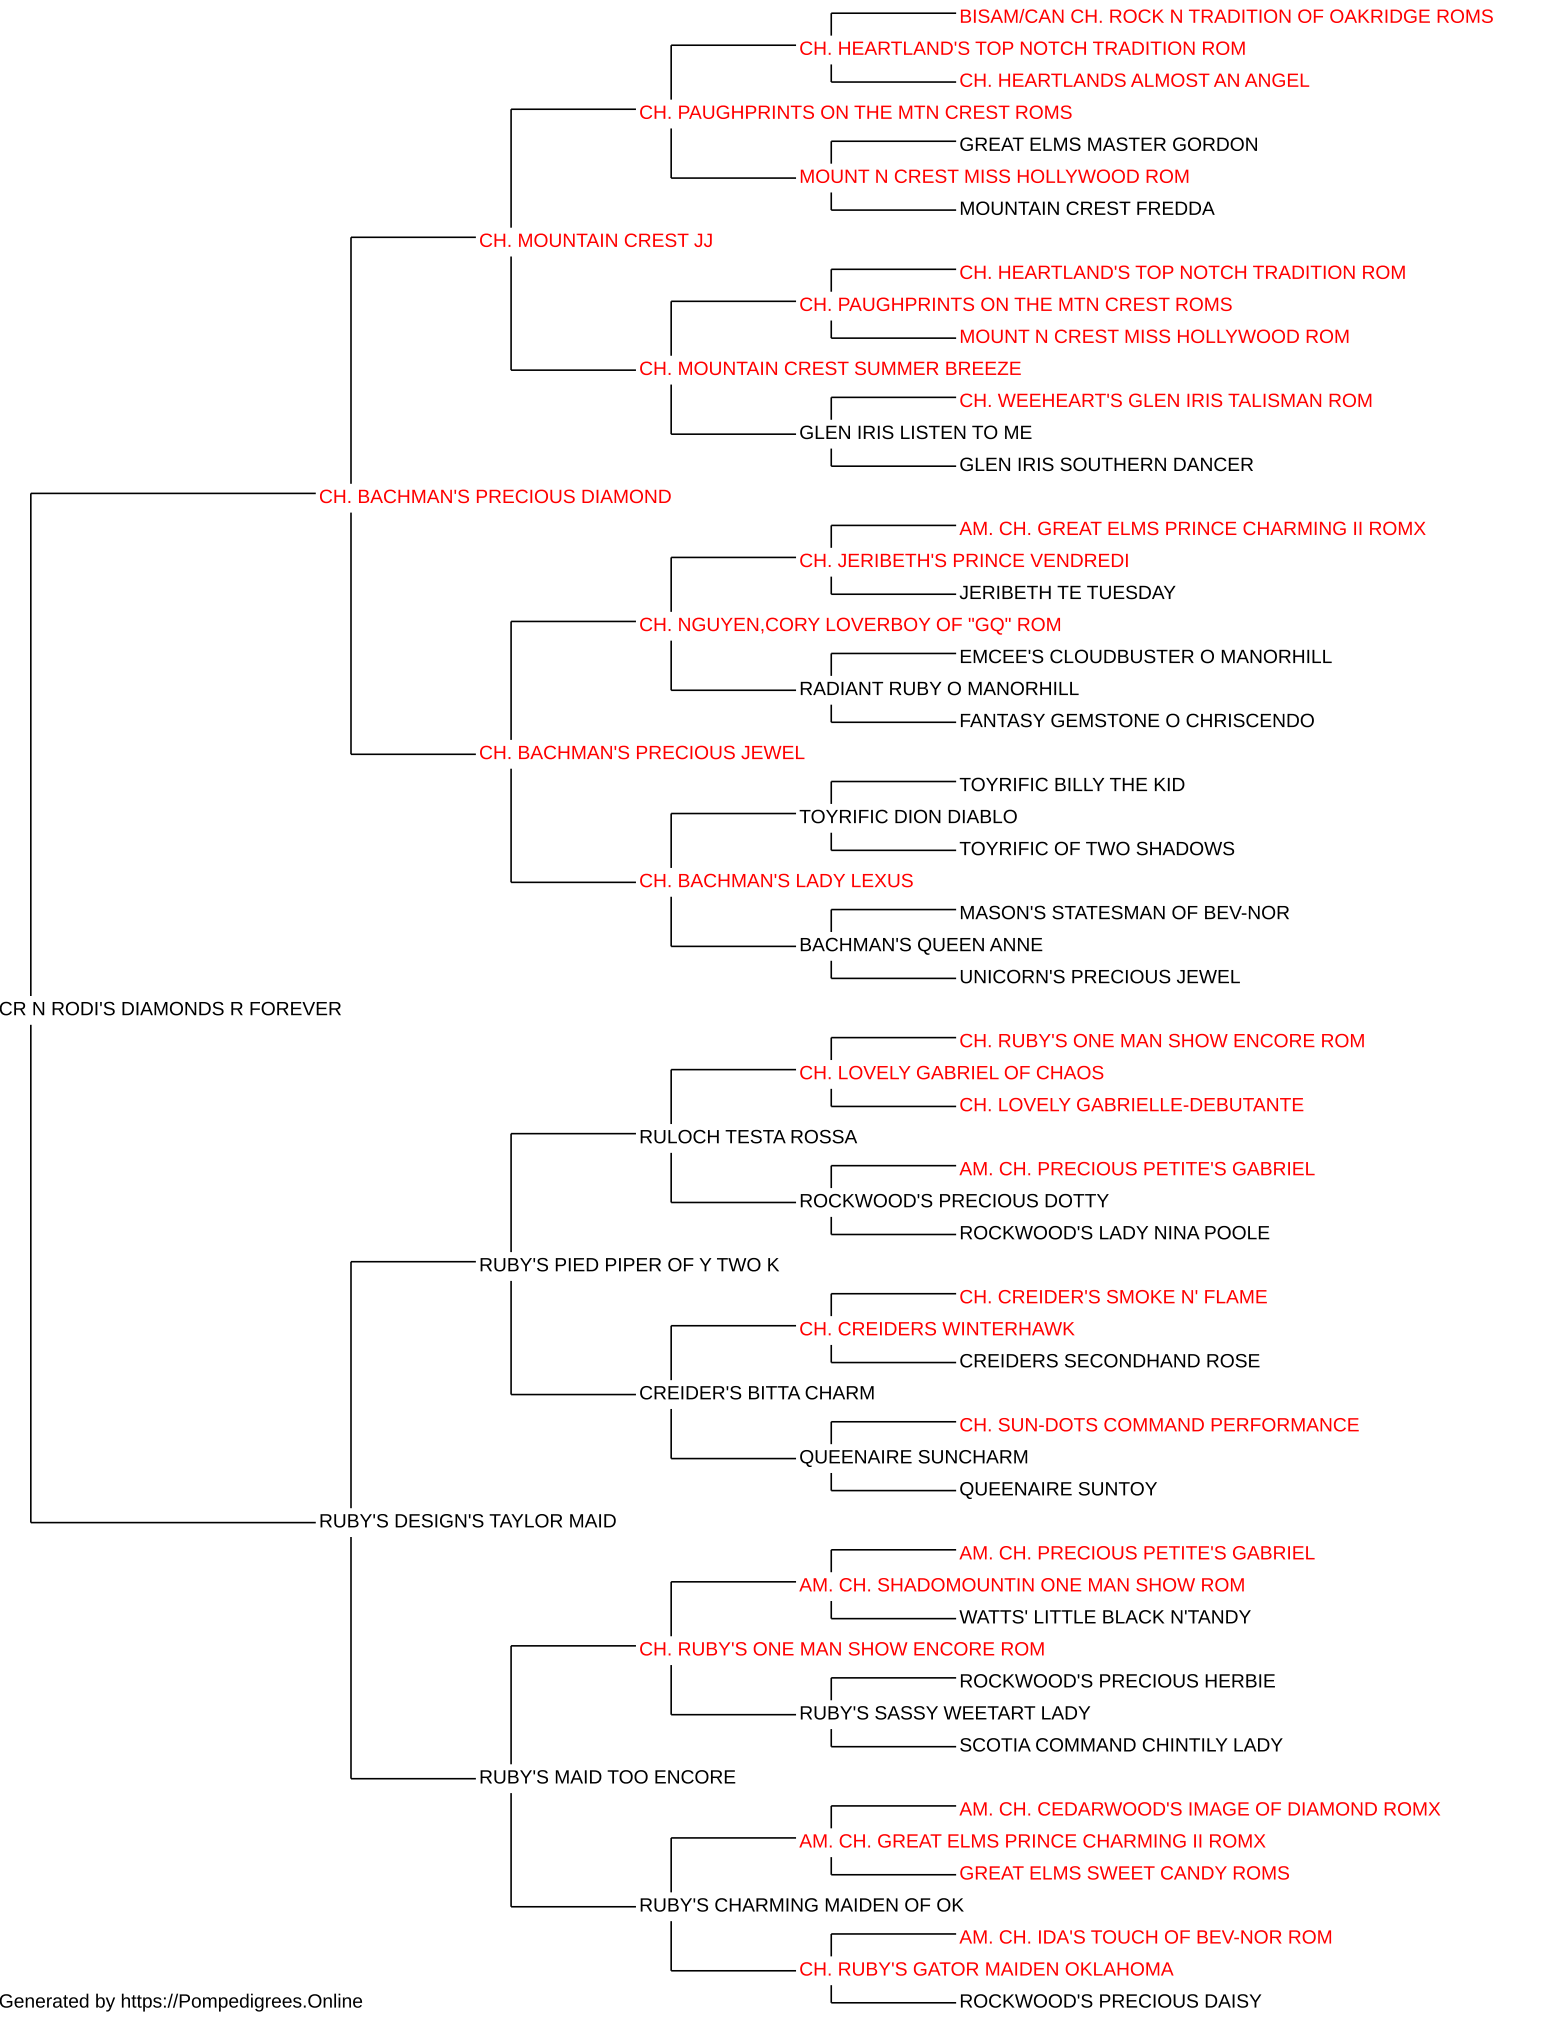 BISAM/CAN CH. ROCK N TRADITION OF OAKRIDGE ROMS
CH. HEARTLAND'S TOP NOTCH TRADITION ROM
CH. HEARTLANDS ALMOST AN ANGEL
CH. PAUGHPRINTS ON THE MTN CREST ROMS
GREAT ELMS MASTER GORDON
MOUNT N CREST MISS HOLLYWOOD ROM
MOUNTAIN CREST FREDDA
CH. MOUNTAIN CREST JJ
CH. HEARTLAND'S TOP NOTCH TRADITION ROM
CH. PAUGHPRINTS ON THE MTN CREST ROMS
MOUNT N CREST MISS HOLLYWOOD ROM
CH. MOUNTAIN CREST SUMMER BREEZE
CH. WEEHEART'S GLEN IRIS TALISMAN ROM
GLEN IRIS LISTEN TO ME
GLEN IRIS SOUTHERN DANCER
CH. BACHMAN'S PRECIOUS DIAMOND
AM. CH. GREAT ELMS PRINCE CHARMING II ROMX
CH. JERIBETH'S PRINCE VENDREDI
JERIBETH TE TUESDAY
CH. NGUYEN,CORY LOVERBOY OF "GQ" ROM
EMCEE'S CLOUDBUSTER O MANORHILL
RADIANT RUBY O MANORHILL
FANTASY GEMSTONE O CHRISCENDO
CH. BACHMAN'S PRECIOUS JEWEL
TOYRIFIC BILLY THE KID
TOYRIFIC DION DIABLO
TOYRIFIC OF TWO SHADOWS
CH. BACHMAN'S LADY LEXUS
MASON'S STATESMAN OF BEV-NOR
BACHMAN'S QUEEN ANNE
UNICORN'S PRECIOUS JEWEL
CR N RODI'S DIAMONDS R FOREVER
CH. RUBY'S ONE MAN SHOW ENCORE ROM
CH. LOVELY GABRIEL OF CHAOS
CH. LOVELY GABRIELLE-DEBUTANTE
RULOCH TESTA ROSSA
AM. CH. PRECIOUS PETITE'S GABRIEL
ROCKWOOD'S PRECIOUS DOTTY
ROCKWOOD'S LADY NINA POOLE
RUBY'S PIED PIPER OF Y TWO K
CH. CREIDER'S SMOKE N' FLAME
CH. CREIDERS WINTERHAWK
CREIDERS SECONDHAND ROSE
CREIDER'S BITTA CHARM
CH. SUN-DOTS COMMAND PERFORMANCE
QUEENAIRE SUNCHARM
QUEENAIRE SUNTOY
RUBY'S DESIGN'S TAYLOR MAID
AM. CH. PRECIOUS PETITE'S GABRIEL
AM. CH. SHADOMOUNTIN ONE MAN SHOW ROM
WATTS' LITTLE BLACK N'TANDY
CH. RUBY'S ONE MAN SHOW ENCORE ROM
ROCKWOOD'S PRECIOUS HERBIE
RUBY'S SASSY WEETART LADY
SCOTIA COMMAND CHINTILY LADY
RUBY'S MAID TOO ENCORE
AM. CH. CEDARWOOD'S IMAGE OF DIAMOND ROMX
AM. CH. GREAT ELMS PRINCE CHARMING II ROMX
GREAT ELMS SWEET CANDY ROMS
RUBY'S CHARMING MAIDEN OF OK
AM. CH. IDA'S TOUCH OF BEV-NOR ROM
CH. RUBY'S GATOR MAIDEN OKLAHOMA
ROCKWOOD'S PRECIOUS DAISY
Generated by https://Pompedigrees.Online